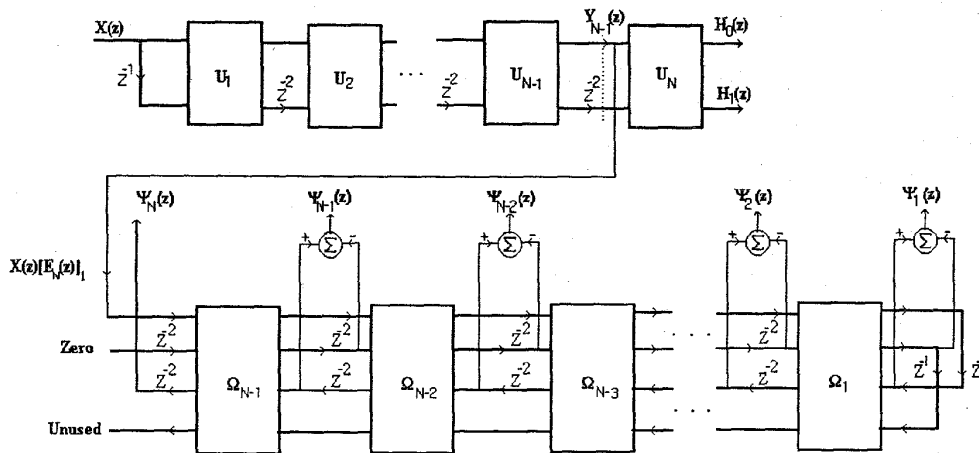 X(z) Y_{N-1}(z) H_0(z)
z^{-1} U_1 z^{-2} U_2 ... z^{-2} U_{N-1} z^{-2} U_N
H_1(z)
Ψ_N(z) Ψ_{N-1}(z) Ψ_{N-2}(z) Ψ_2(z) Ψ_1(z)
+ Σ - + Σ - + Σ - + Σ -
X(z)[E_N(z)]_1
z^{-2} z^{-2} z^{-2} z^{-2}
Zero
z^{-2} z^{-2} z^{-2} z^{-2} z^{-1}
Ω_{N-1} Ω_{N-2} Ω_{N-3} ... Ω_1
Unused